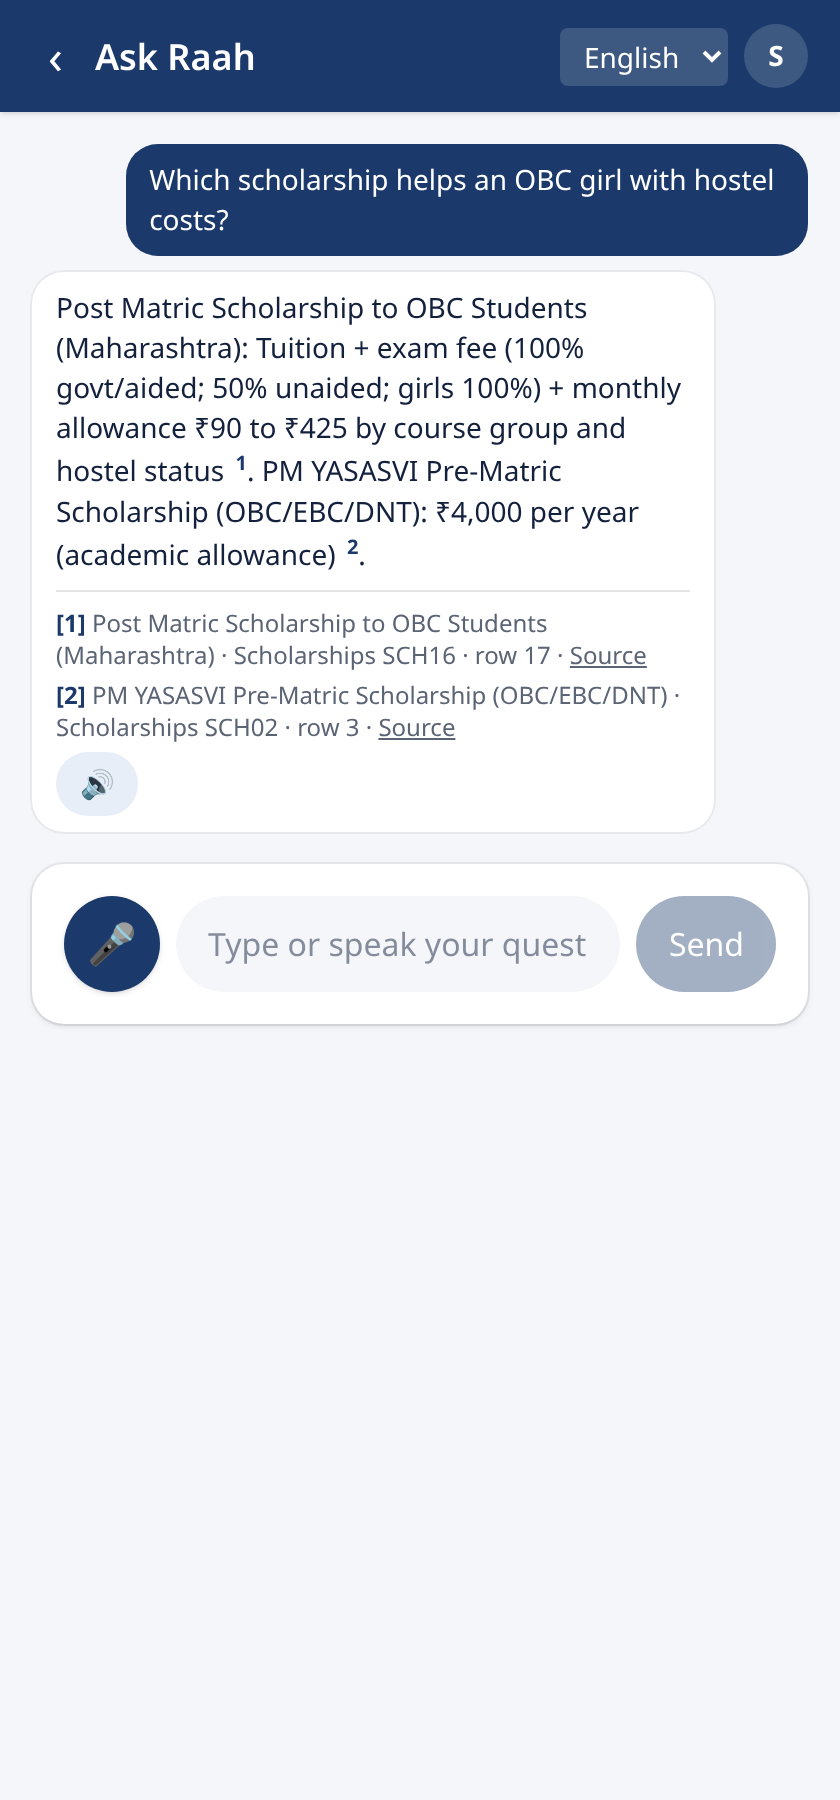 ‹ Ask Raah
English
S
Which scholarship helps an OBC girl with hostel
costs?
Post Matric Scholarship to OBC Students
(Maharashtra): Tuition + exam fee (100%
govt/aided; 50% unaided; girls 100%) + monthly
allowance ₹90 to ₹425 by course group and
hostel status 1. PM YASASVI Pre-Matric
Scholarship (OBC/EBC/DNT): ₹4,000 per year
(academic allowance) 2.
[1] Post Matric Scholarship to OBC Students
(Maharashtra) · Scholarships SCH16 · row 17 · Source
[2] PM YASASVI Pre-Matric Scholarship (OBC/EBC/DNT) ·
Scholarships SCH02 · row 3 · Source
Type or speak your quest
Send